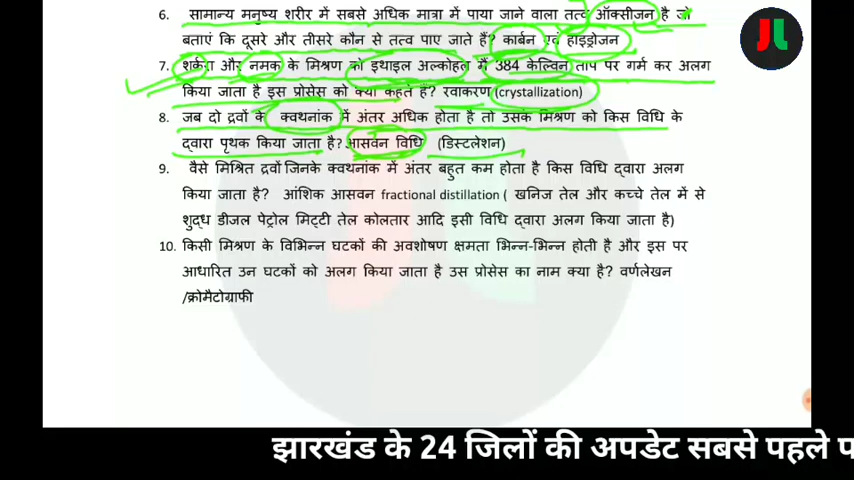 6. सामान्य मनुष्य शरीर में सबसे अधिक मात्रा में पाया जाने वाला तत्व ऑक्सीजन है जो
बताएं कि दूसरे और तीसरे कौन से तत्व पाए जाते हैं? कार्बन एवं हाइड्रोजन
7. शर्करा और नमक के मिश्रण को इथाइल अल्कोहल में 384 केल्विन ताप पर गर्म कर अलग
किया जाता है इस प्रोसेस को क्या कहते हैं? रवाकरण (crystallization)
8. जब दो द्रवों के क्वथनांक में अंतर अधिक होता है तो उसके मिश्रण को किस विधि के
द्वारा पृथक किया जाता है? आसवन विधि (डिस्टलेशन)
9. वैसे मिश्रित द्रवों जिनके क्वथनांक में अंतर बहुत कम होता है किस विधि द्वारा अलग
किया जाता है? आंशिक आसवन fractional distillation ( खनिज तेल और कच्चे तेल में से
शुद्ध डीजल पेट्रोल मिट्टी तेल कोलतार आदि इसी विधि द्वारा अलग किया जाता है)
10. किसी मिश्रण के विभिन्न घटकों की अवशोषण क्षमता भिन्न-भिन्न होती है और इस पर
आधारित उन घटकों को अलग किया जाता है उस प्रोसेस का नाम क्या है? वर्णलेखन
/क्रोमैटोग्राफी
झारखंड के 24 जिलों की अपडेट सबसे पहले प